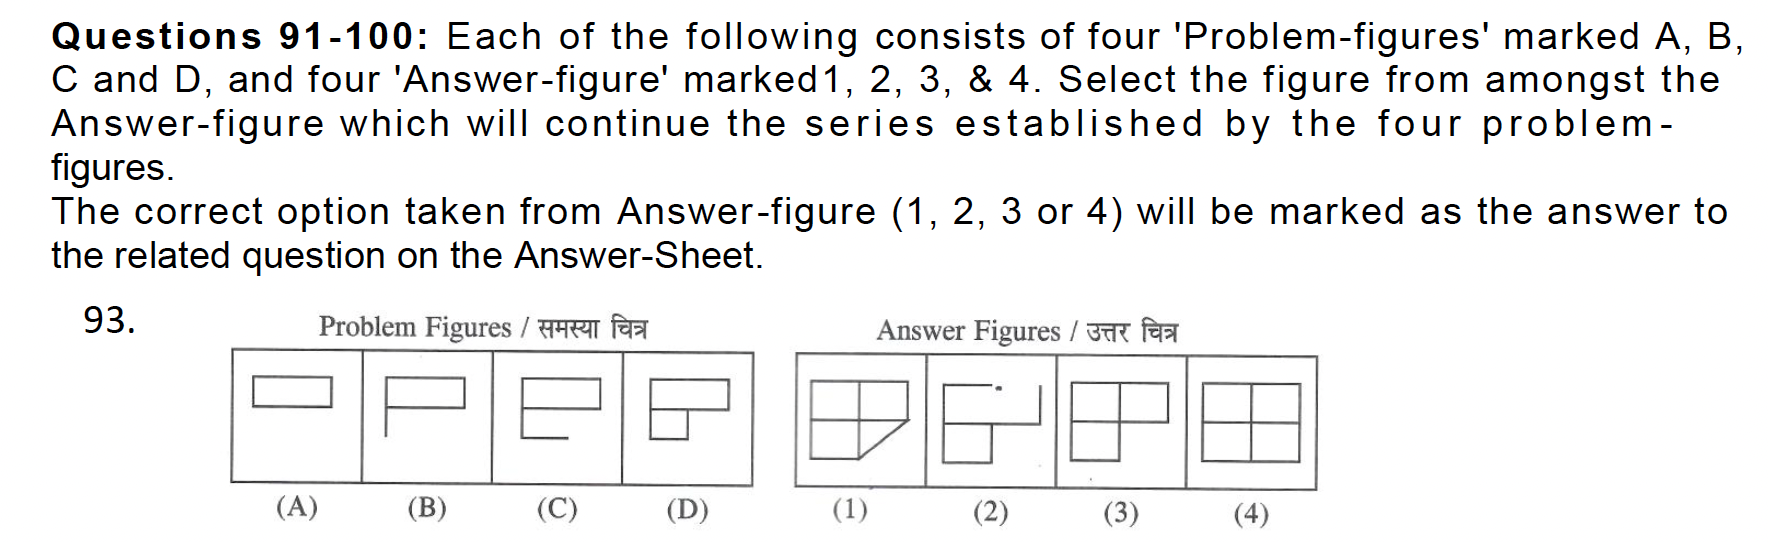 Questions 91-100: Each of the following consists of four 'Problem-figures' marked A, B,
C and D, and four 'Answer-figure' marked1, 2, 3, & 4. Select the figure from amongst the
Answer-figure which will continue the series established by the four problem-
figures.
The correct option taken from Answer-figure (1, 2, 3 or 4) will be marked as the answer to
the related question on the Answer-Sheet.
93.
Problem Figures / समस्या चित्र
Answer Figures / उत्तर चित्र
(A) (B) (C) (D) (1) (2) (3) (4)